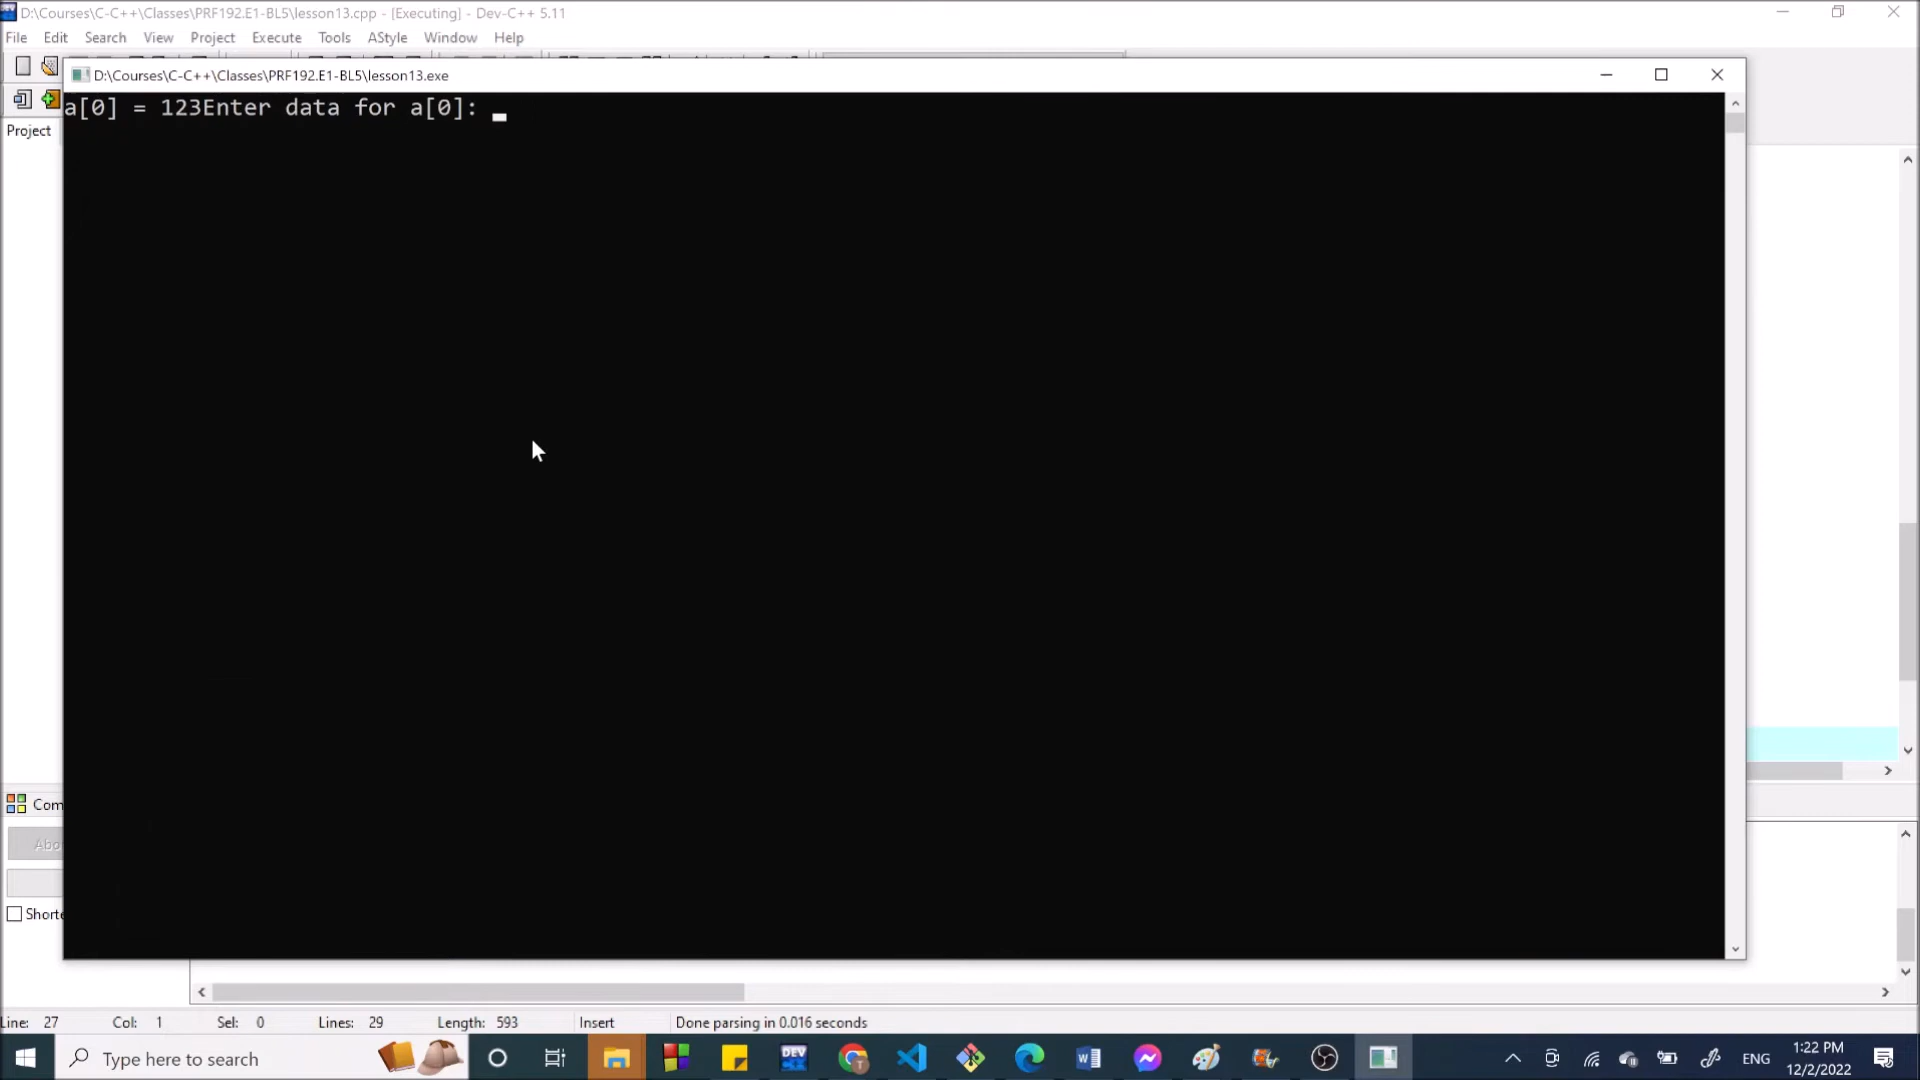 D:\Courses\C-C++\Classes\PRF192.E1-BL5\lesson13.cpp - [Executing] - Dev-C++ 5.11
File Edit Search View Project Execute Tools AStyle Window Help
D:\Courses\C-C++\Classes\PRF192.E1-BL5\lesson13.exe
a[0] = 123Enter data for a[0]:
Project
Com
Abo
Shorte
Line: 27 Col: 1 Sel: 0 Lines: 29 Length: 593 Insert Done parsing in 0.016 seconds
Type here to search
DEV
ENG
1:22 PM
12/2/2022